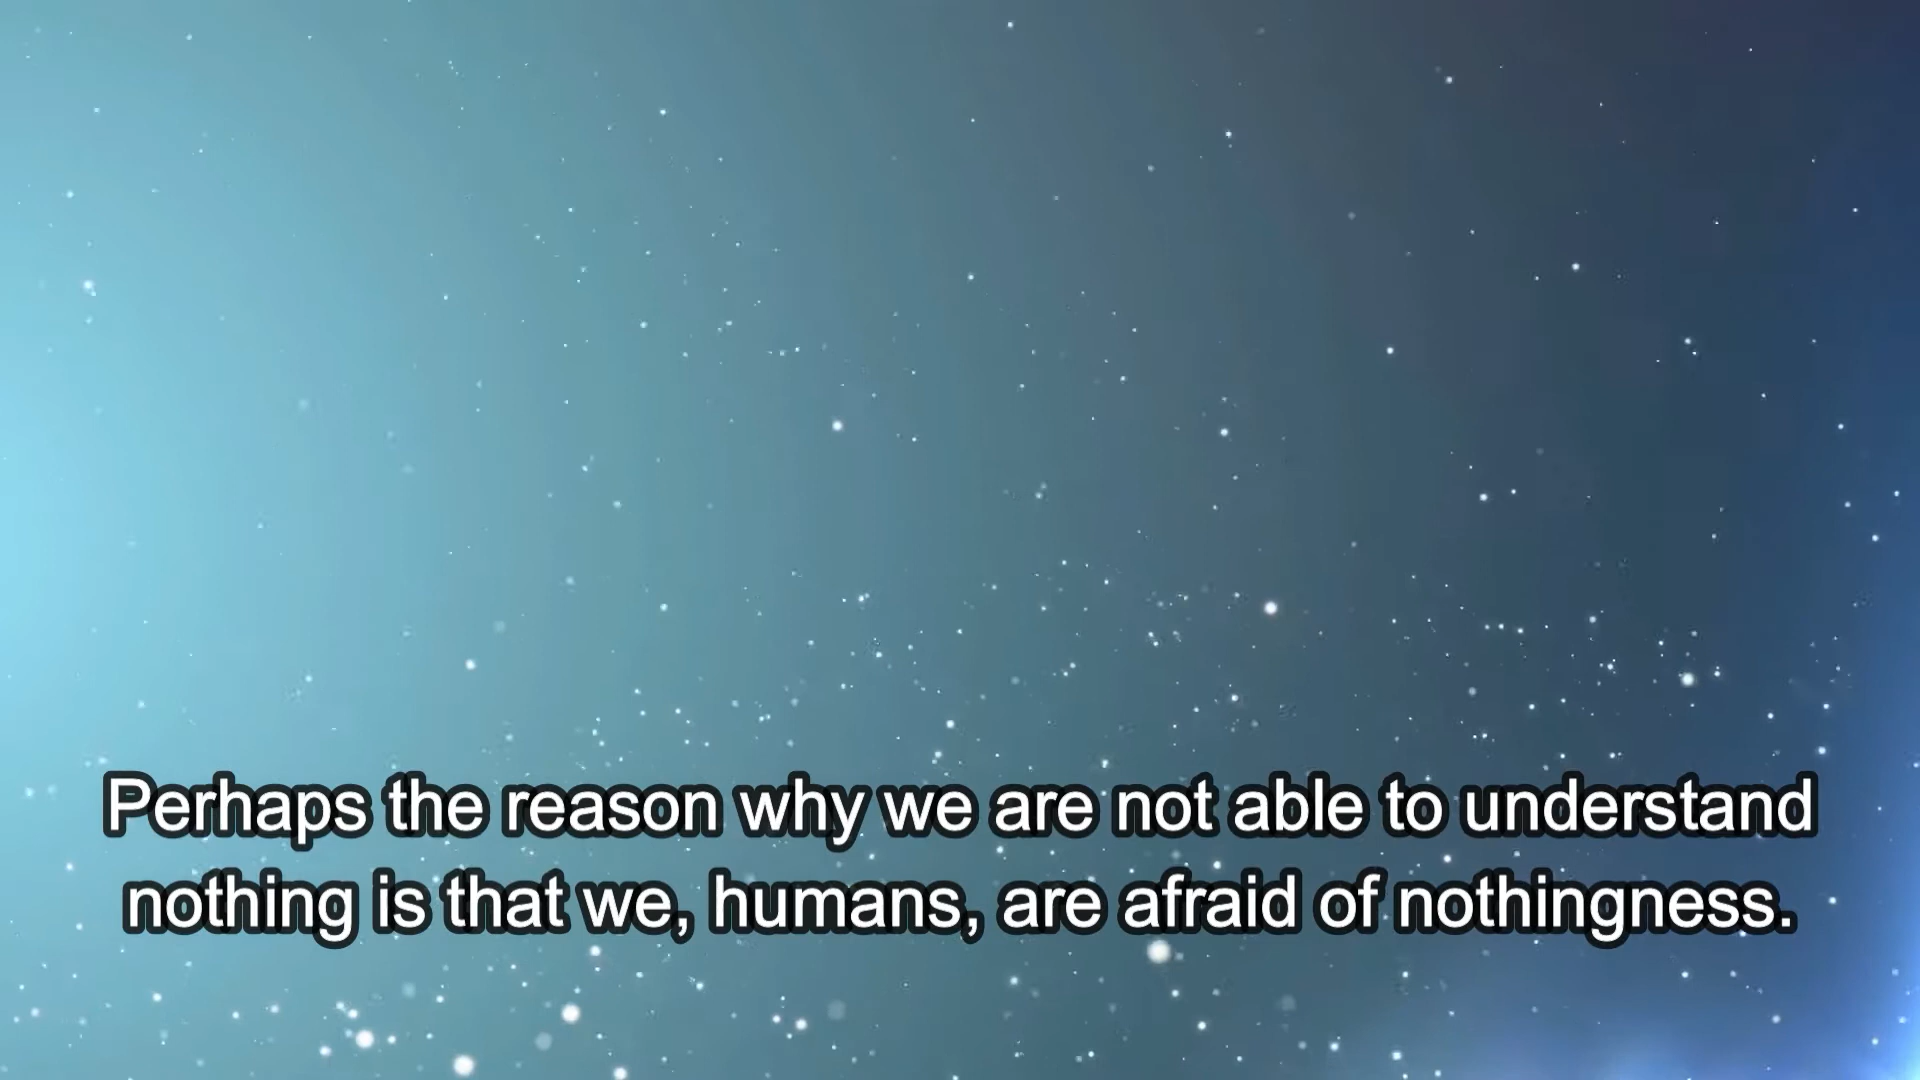 Perhaps the reason why we are not able to understand
nothing is that we, humans, are afraid of nothingness.